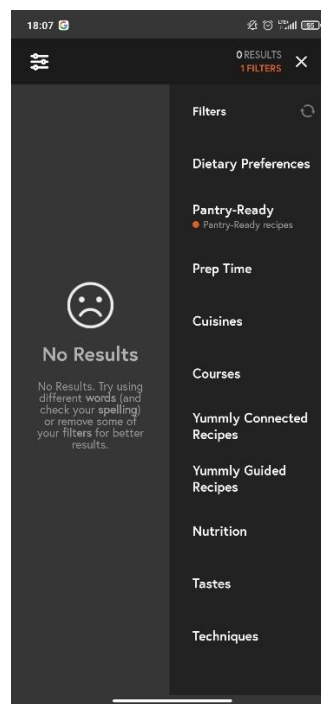 18:07
55
0 RESULTS
1 FILTERS
Filters
Dietary Preferences
Pantry-Ready
Pantry-Ready recipes
Prep Time
Cuisines
Courses
Yummly Connected
Recipes
Yummly Guided
Recipes
Nutrition
Tastes
Techniques
No Results
No Results. Try using
different words (and
check your spelling)
or remove some of
your filters for better
results.